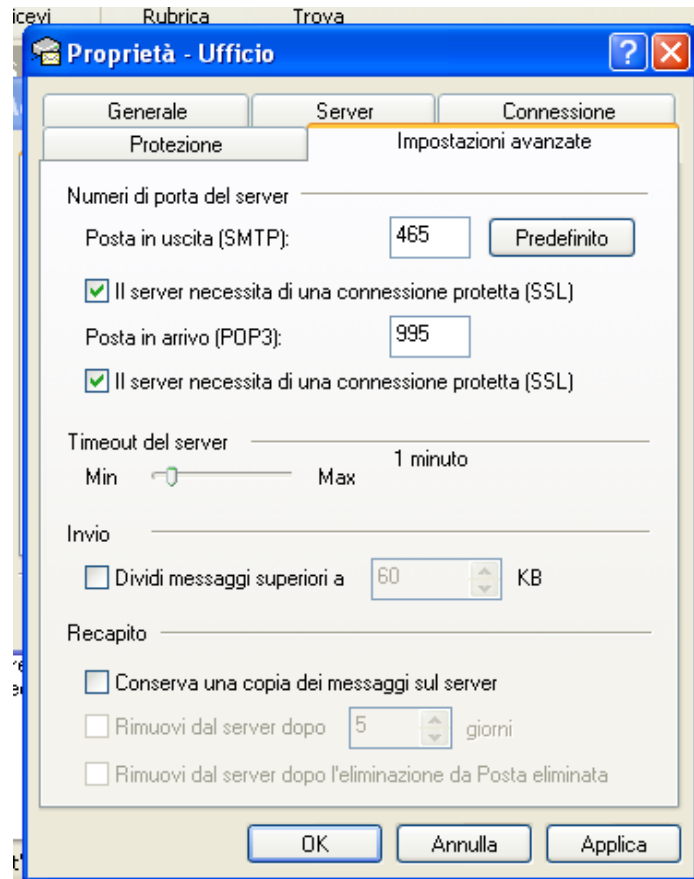 icevi Rubrica Trova
Proprietà - Ufficio
Generale Server Connessione
Protezione Impostazioni avanzate
Numeri di porta del server
Posta in uscita (SMTP): 465 Predefinito
Il server necessita di una connessione protetta (SSL)
Posta in arrivo (POP3): 995
Il server necessita di una connessione protetta (SSL)
Timeout del server
Min Max 1 minuto
Invio
Dividi messaggi superiori a 60 KB
Recapito
Conserva una copia dei messaggi sul server
Rimuovi dal server dopo 5 giorni
Rimuovi dal server dopo l'eliminazione da Posta eliminata
OK Annulla Applica